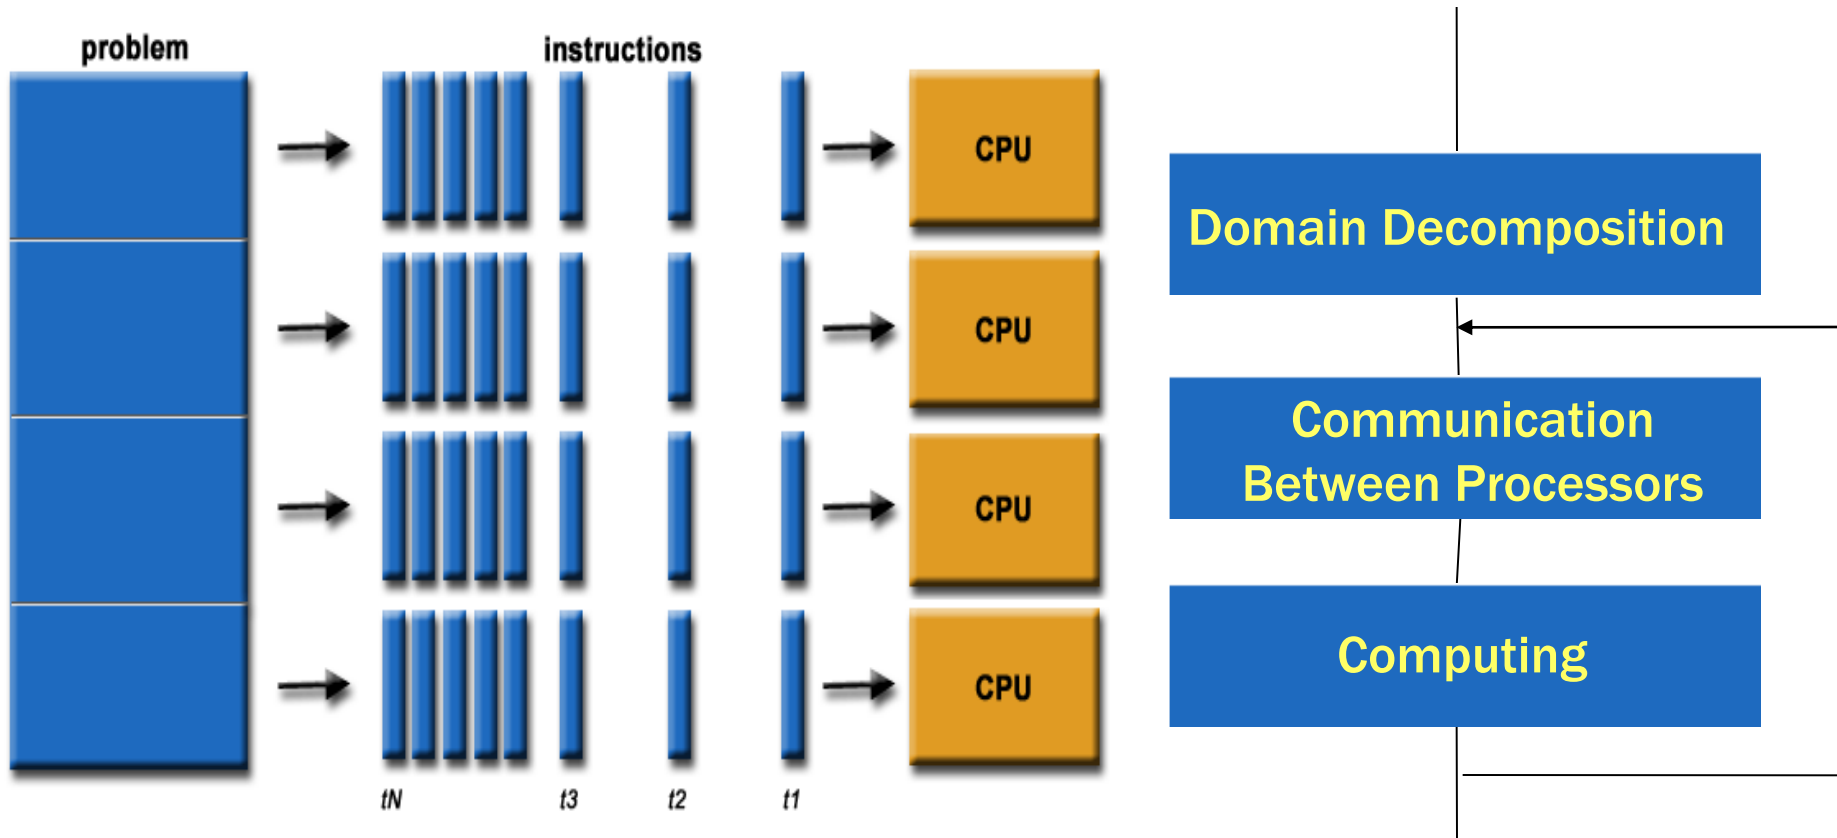 problem
instructions
CPU
CPU
CPU
CPU
tN
t3
t2
t1
Domain Decomposition
Communication
Between Processors
Computing